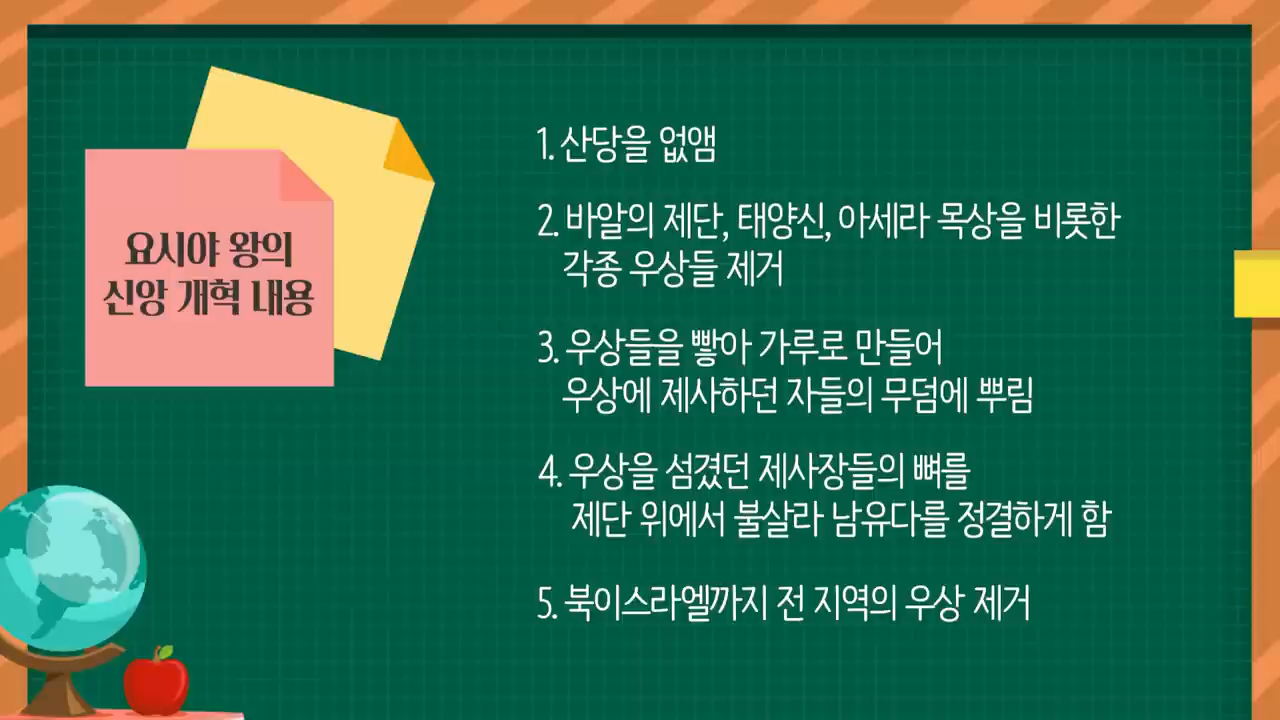 요시야 왕의
신앙 개혁 내용
1. 산당을 없앰
2. 바알의 제단, 태양신, 아세라 목상을 비롯한
각종 우상들 제거
3. 우상들을 빻아 가루로 만들어
우상에 제사하던 자들의 무덤에 뿌림
4. 우상을 섬겼던 제사장들의 뼈를
제단 위에서 불살라 남유다를 정결하게 함
5. 북이스라엘까지 전 지역의 우상 제거